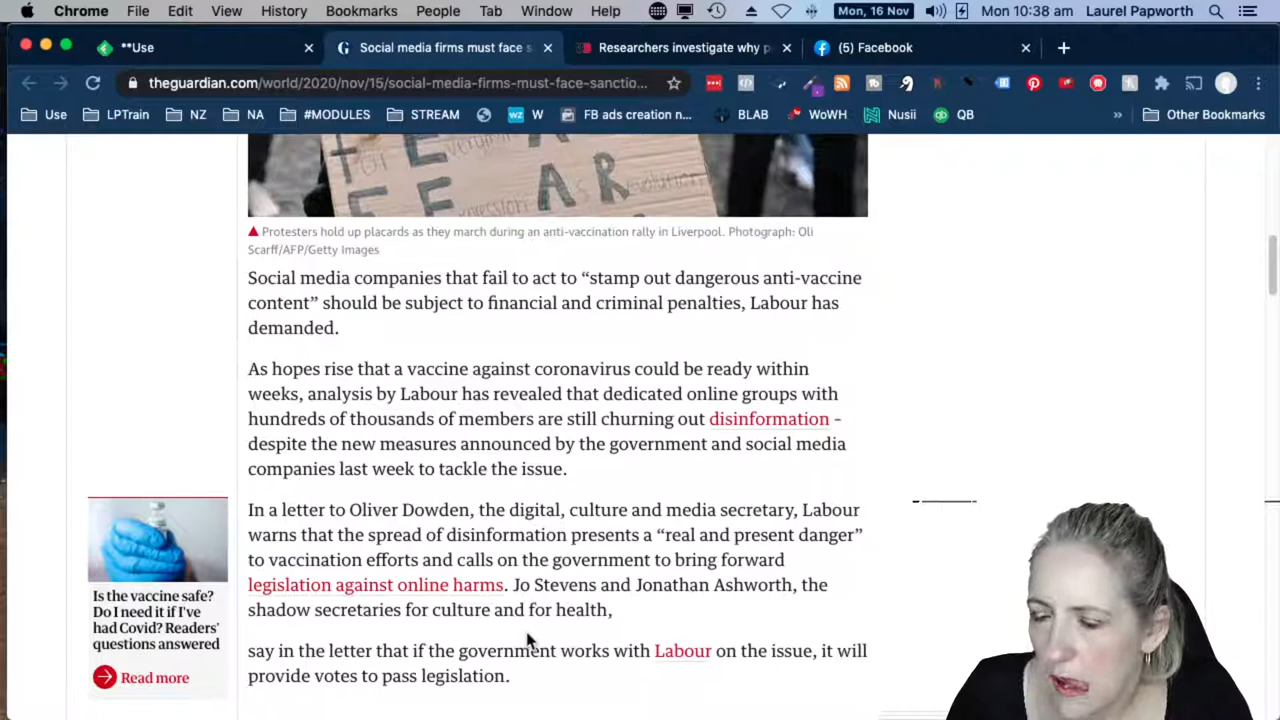 Chrome File Edit View History Bookmarks People Tab Window Help Mon, 16 Nov Mon 10:38 am Laurel Papworth
**Use
Social media firms must face s
Researchers investigate why p
(5) Facebook
theguardian.com/world/2020/nov/15/social-media-firms-must-face-sanctio...
Use LPTrain NZ NA #MODULES STREAM W FB ads creation n... BLAB WoWH Nusii QB » Other Bookmarks
FEAR
Protesters hold up placards as they march during an anti-vaccination rally in Liverpool. Photograph: Oli
Scarff/AFP/Getty Images
Social media companies that fail to act to “stamp out dangerous anti-vaccine
content” should be subject to financial and criminal penalties, Labour has
demanded.
As hopes rise that a vaccine against coronavirus could be ready within
weeks, analysis by Labour has revealed that dedicated online groups with
hundreds of thousands of members are still churning out disinformation –
despite the new measures announced by the government and social media
companies last week to tackle the issue.
In a letter to Oliver Dowden, the digital, culture and media secretary, Labour
warns that the spread of disinformation presents a “real and present danger”
to vaccination efforts and calls on the government to bring forward
legislation against online harms. Jo Stevens and Jonathan Ashworth, the
shadow secretaries for culture and for health,
say in the letter that if the government works with Labour on the issue, it will
provide votes to pass legislation.
Is the vaccine safe?
Do I need it if I've
had Covid? Readers'
questions answered
Read more